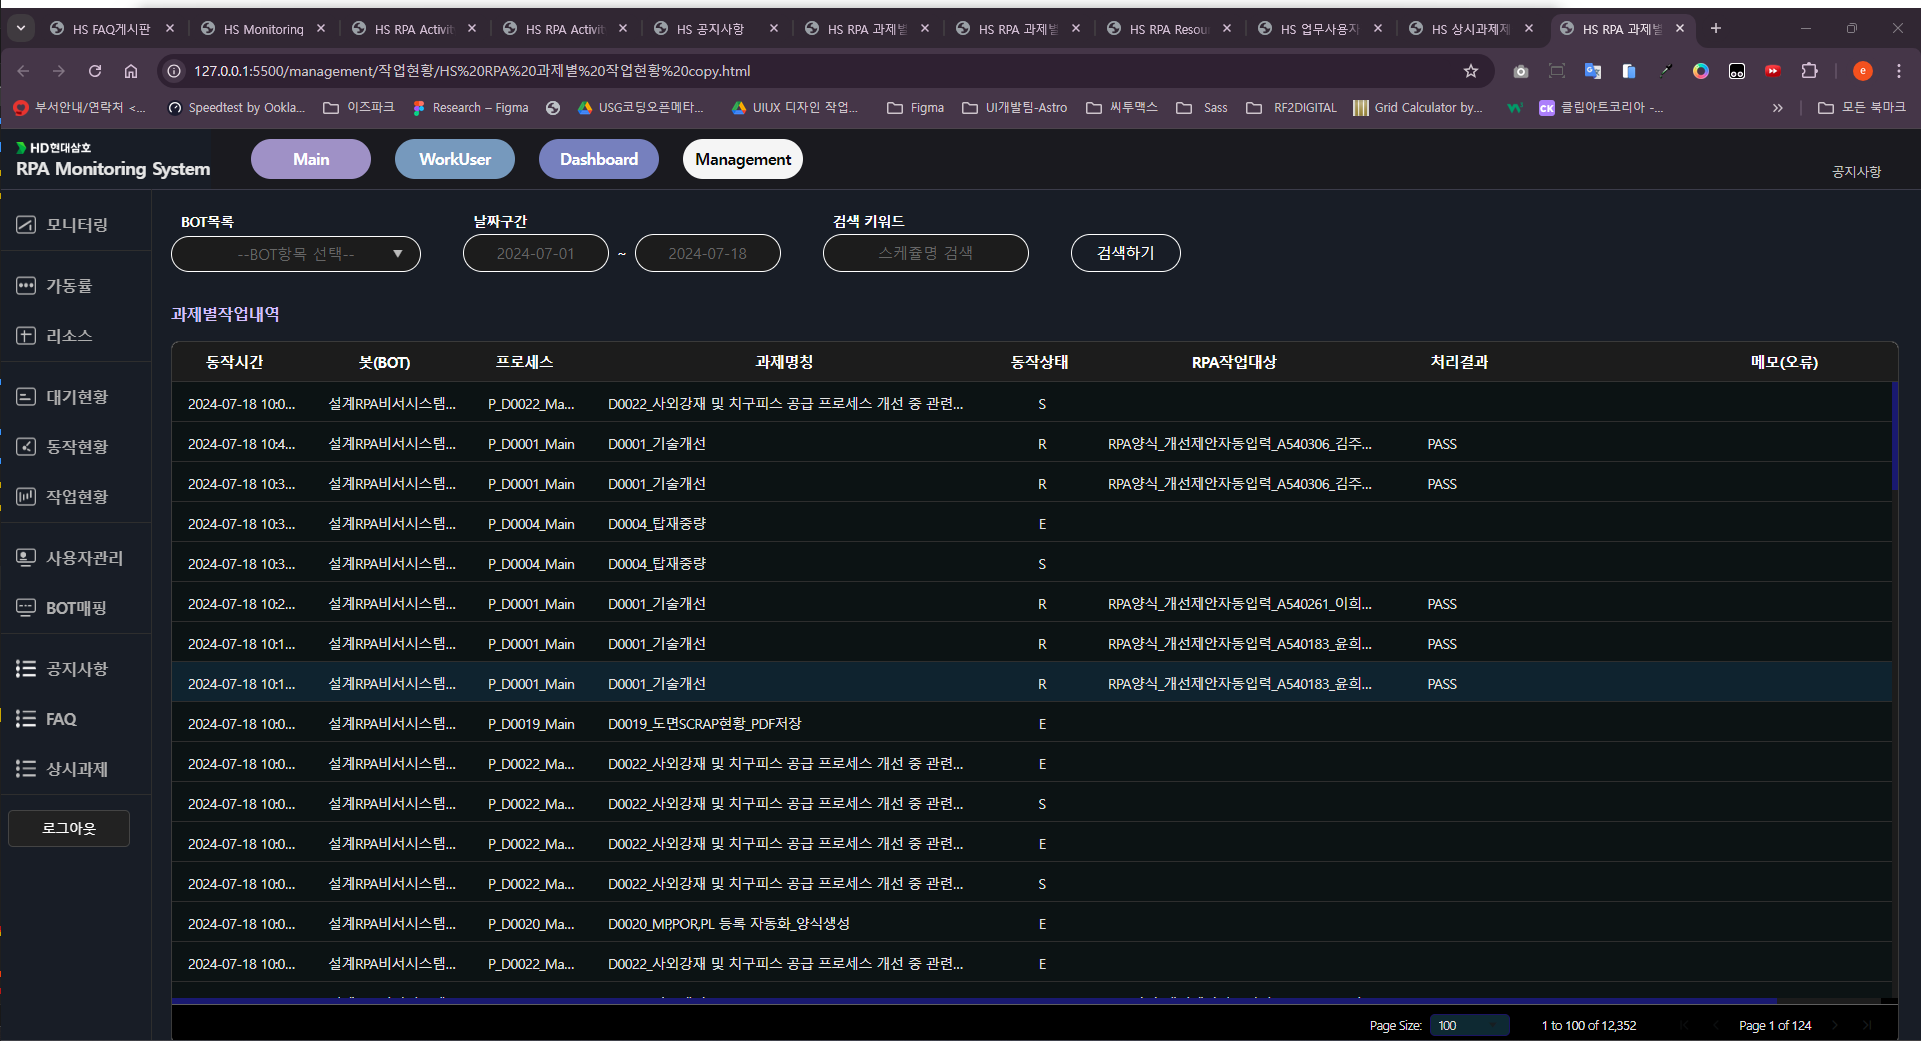 HS FAQ게시판
HS Monitoring
HS RPA Activit
HS RPA Activit
HS 공지사항
HS RPA 과제별
HS RPA 과제별
HS RPA Resou
HS 업무사용자
HS 상시과제저
HS RPA 과제별
127.0.0.1:5500/management/작업현황/HS%20RPA%20과제별%20작업현황%20copy.html
부서안내/연락처 <...
Speedtest by Ookla...
이즈파크
Research – Figma
USG코딩오픈메타...
UIUX 디자인 작업...
Figma
UI개발팀-Astro
씨투맥스
Sass
RF2DIGITAL
Grid Calculator by...
CK 클립아트코리아 -...
모든 북마크
HD현대삼호
RPA Monitoring System
Main
WorkUser
Dashboard
Management
공지사항
모니터링
가동률
리소스
대기현황
동작현황
작업현황
사용자관리
BOT매핑
공지사항
FAQ
상시과제
로그아웃
BOT목록
날짜구간
검색 키워드
--BOT항목 선택--
2024-07-01 ~ 2024-07-18
스케쥴명 검색
검색하기
과제별작업내역
동작시간 봇(BOT) 프로세스 과제명칭 동작상태 RPA작업대상 처리결과 메모(오류)
2024-07-18 10:0... 설계RPA비서시스템... P_D0022_Ma... D0022_사외강재 및 치구피스 공급 프로세스 개선 중 관련... S
2024-07-18 10:4... 설계RPA비서시스템... P_D0001_Main D0001_기술개선 R RPA양식_개선제안자동입력_A540306_김주... PASS
2024-07-18 10:3... 설계RPA비서시스템... P_D0001_Main D0001_기술개선 R RPA양식_개선제안자동입력_A540306_김주... PASS
2024-07-18 10:3... 설계RPA비서시스템... P_D0004_Main D0004_탑재중량 E
2024-07-18 10:3... 설계RPA비서시스템... P_D0004_Main D0004_탑재중량 S
2024-07-18 10:2... 설계RPA비서시스템... P_D0001_Main D0001_기술개선 R RPA양식_개선제안자동입력_A540261_이희... PASS
2024-07-18 10:1... 설계RPA비서시스템... P_D0001_Main D0001_기술개선 R RPA양식_개선제안자동입력_A540183_윤희... PASS
2024-07-18 10:1... 설계RPA비서시스템... P_D0001_Main D0001_기술개선 R RPA양식_개선제안자동입력_A540183_윤희... PASS
2024-07-18 10:0... 설계RPA비서시스템... P_D0019_Main D0019_도면SCRAP현황_PDF저장 E
2024-07-18 10:0... 설계RPA비서시스템... P_D0022_Ma... D0022_사외강재 및 치구피스 공급 프로세스 개선 중 관련... E
2024-07-18 10:0... 설계RPA비서시스템... P_D0022_Ma... D0022_사외강재 및 치구피스 공급 프로세스 개선 중 관련... S
2024-07-18 10:0... 설계RPA비서시스템... P_D0022_Ma... D0022_사외강재 및 치구피스 공급 프로세스 개선 중 관련... E
2024-07-18 10:0... 설계RPA비서시스템... P_D0022_Ma... D0022_사외강재 및 치구피스 공급 프로세스 개선 중 관련... S
2024-07-18 10:0... 설계RPA비서시스템... P_D0020_Ma... D0020_MP,POR,PL 등록 자동화_양식생성 E
2024-07-18 10:0... 설계RPA비서시스템... P_D0022_Ma... D0022_사외강재 및 치구피스 공급 프로세스 개선 중 관련... E
Page Size: 100 1 to 100 of 12,352 Page 1 of 124